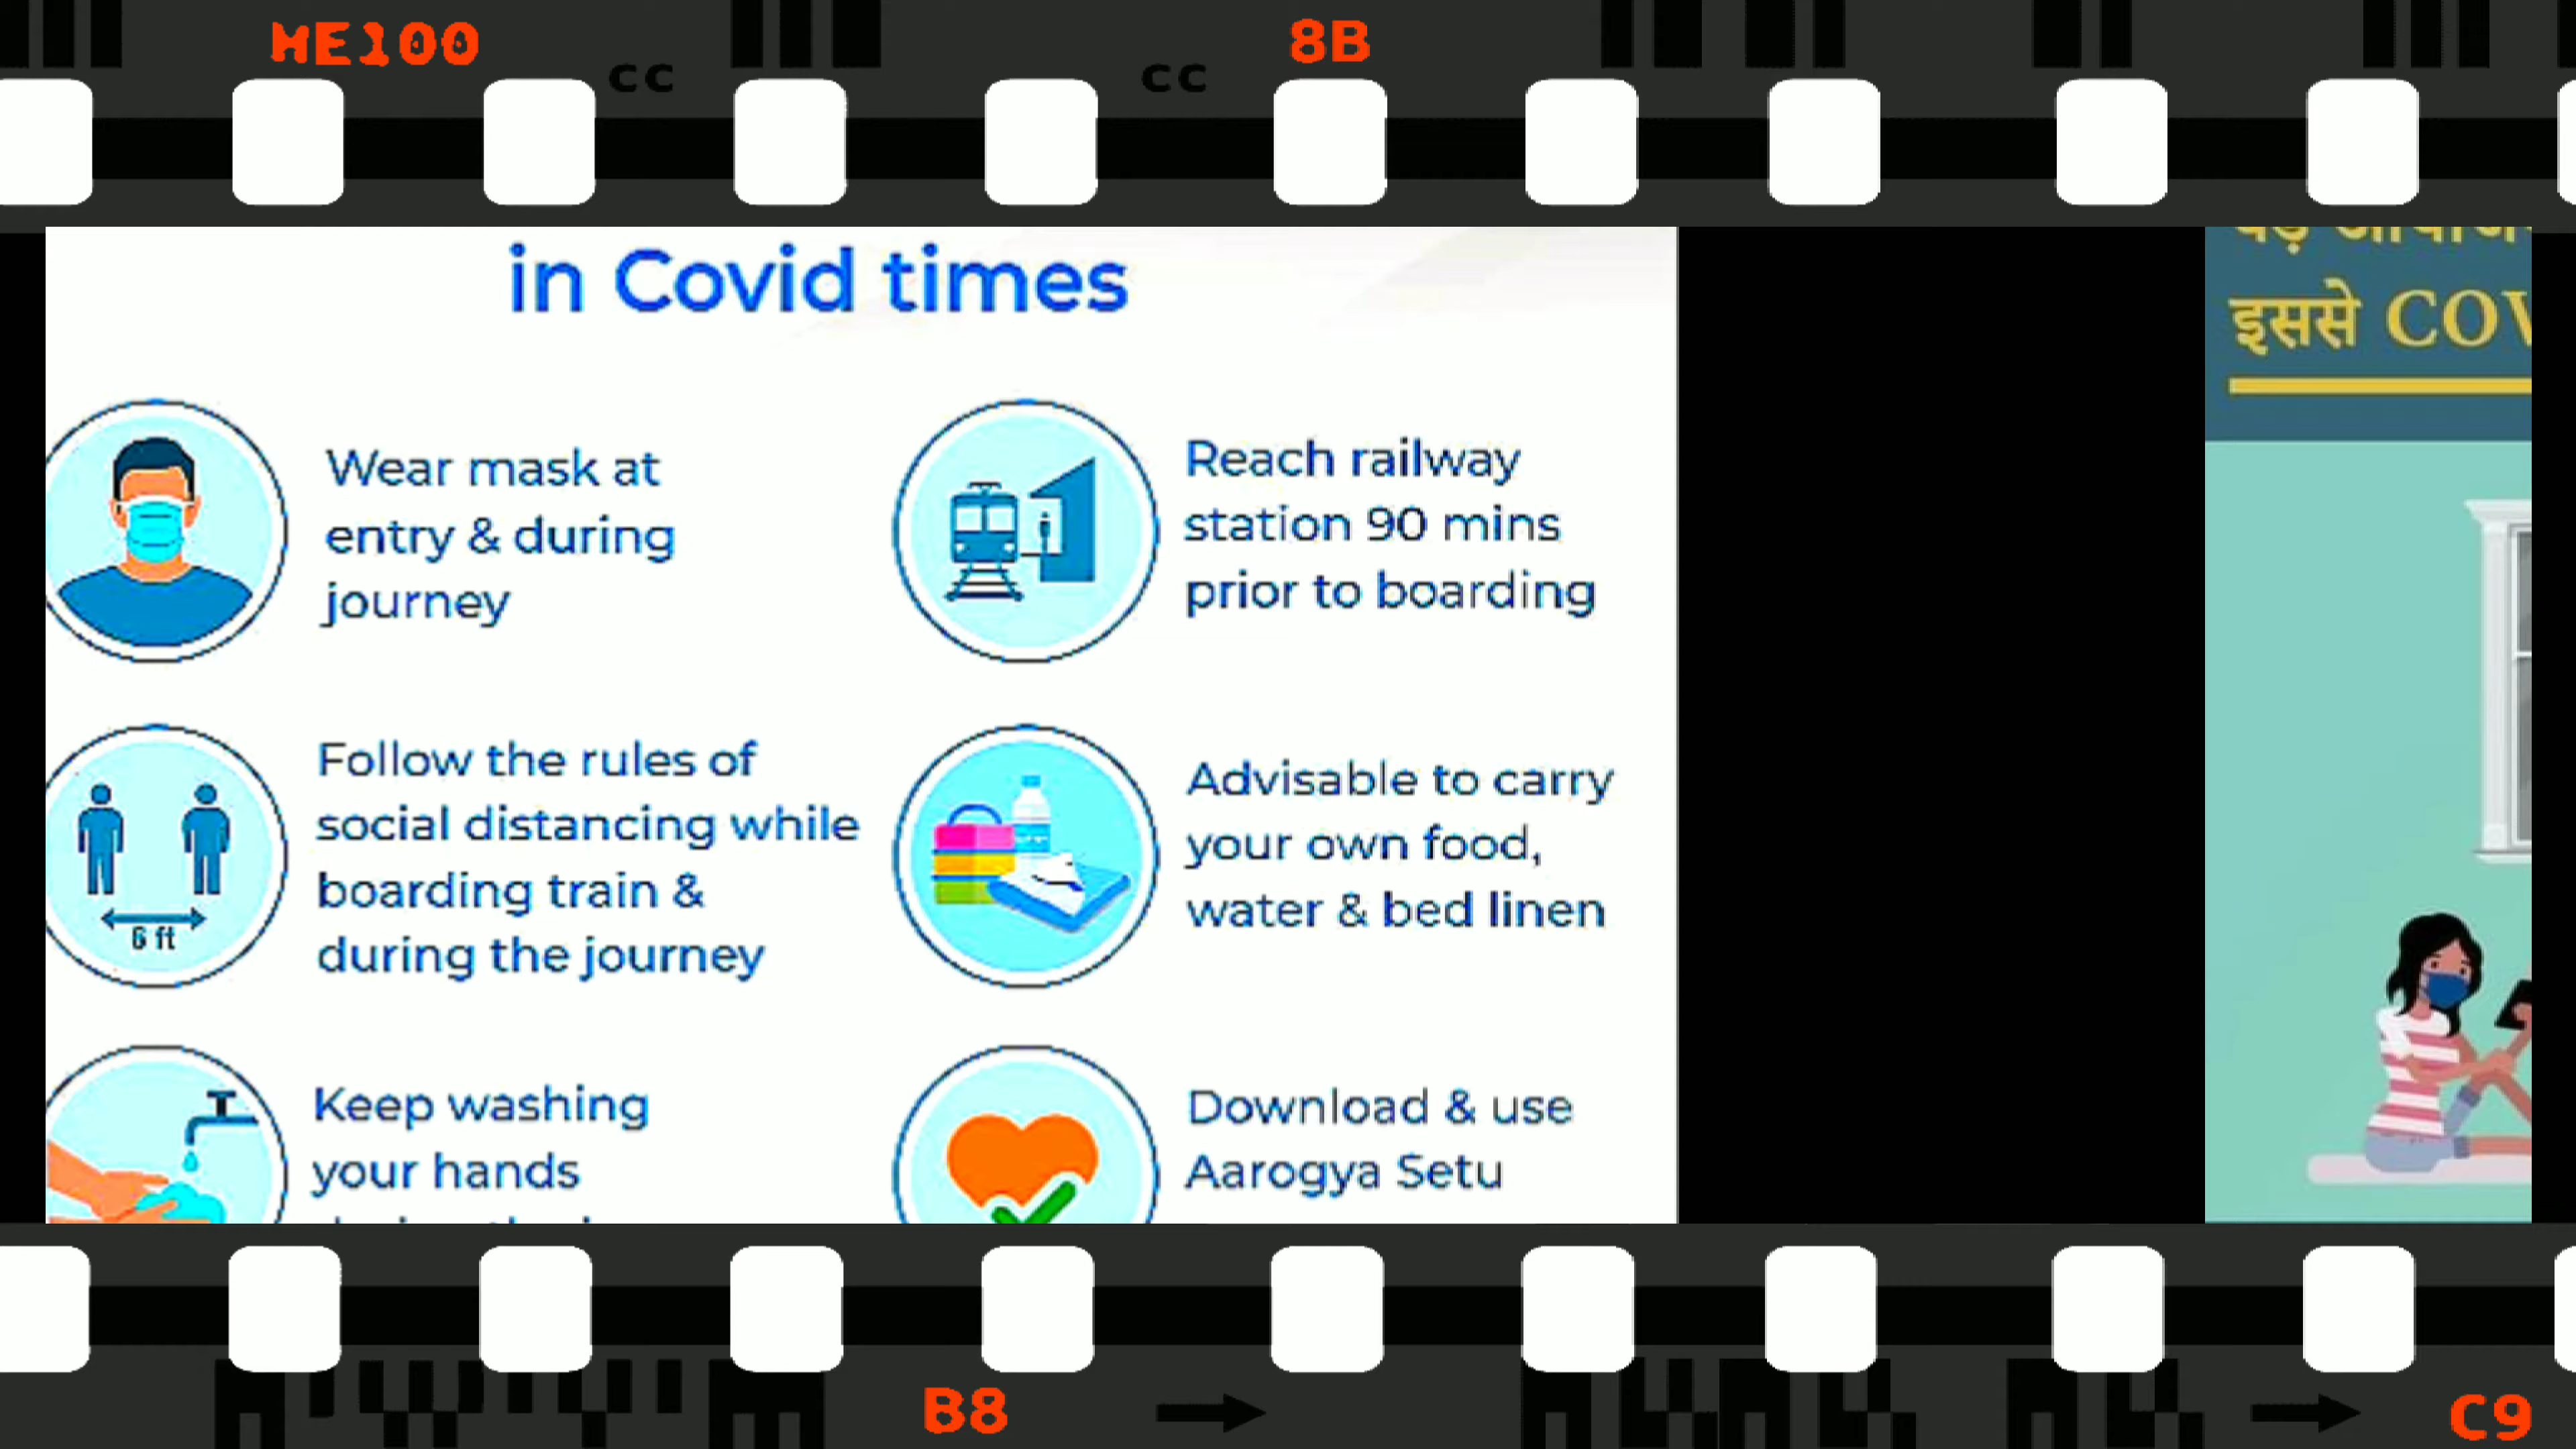 ME100
8B
CC
CC
in Covid times
Wear mask at
entry & during
journey
Reach railway
station 90 mins
prior to boarding
Follow the rules of
social distancing while
boarding train &
during the journey
6 ft
Advisable to carry
your own food,
water & bed linen
Keep washing
your hands
Download & use
Aarogya Setu
इससे
B8
C9